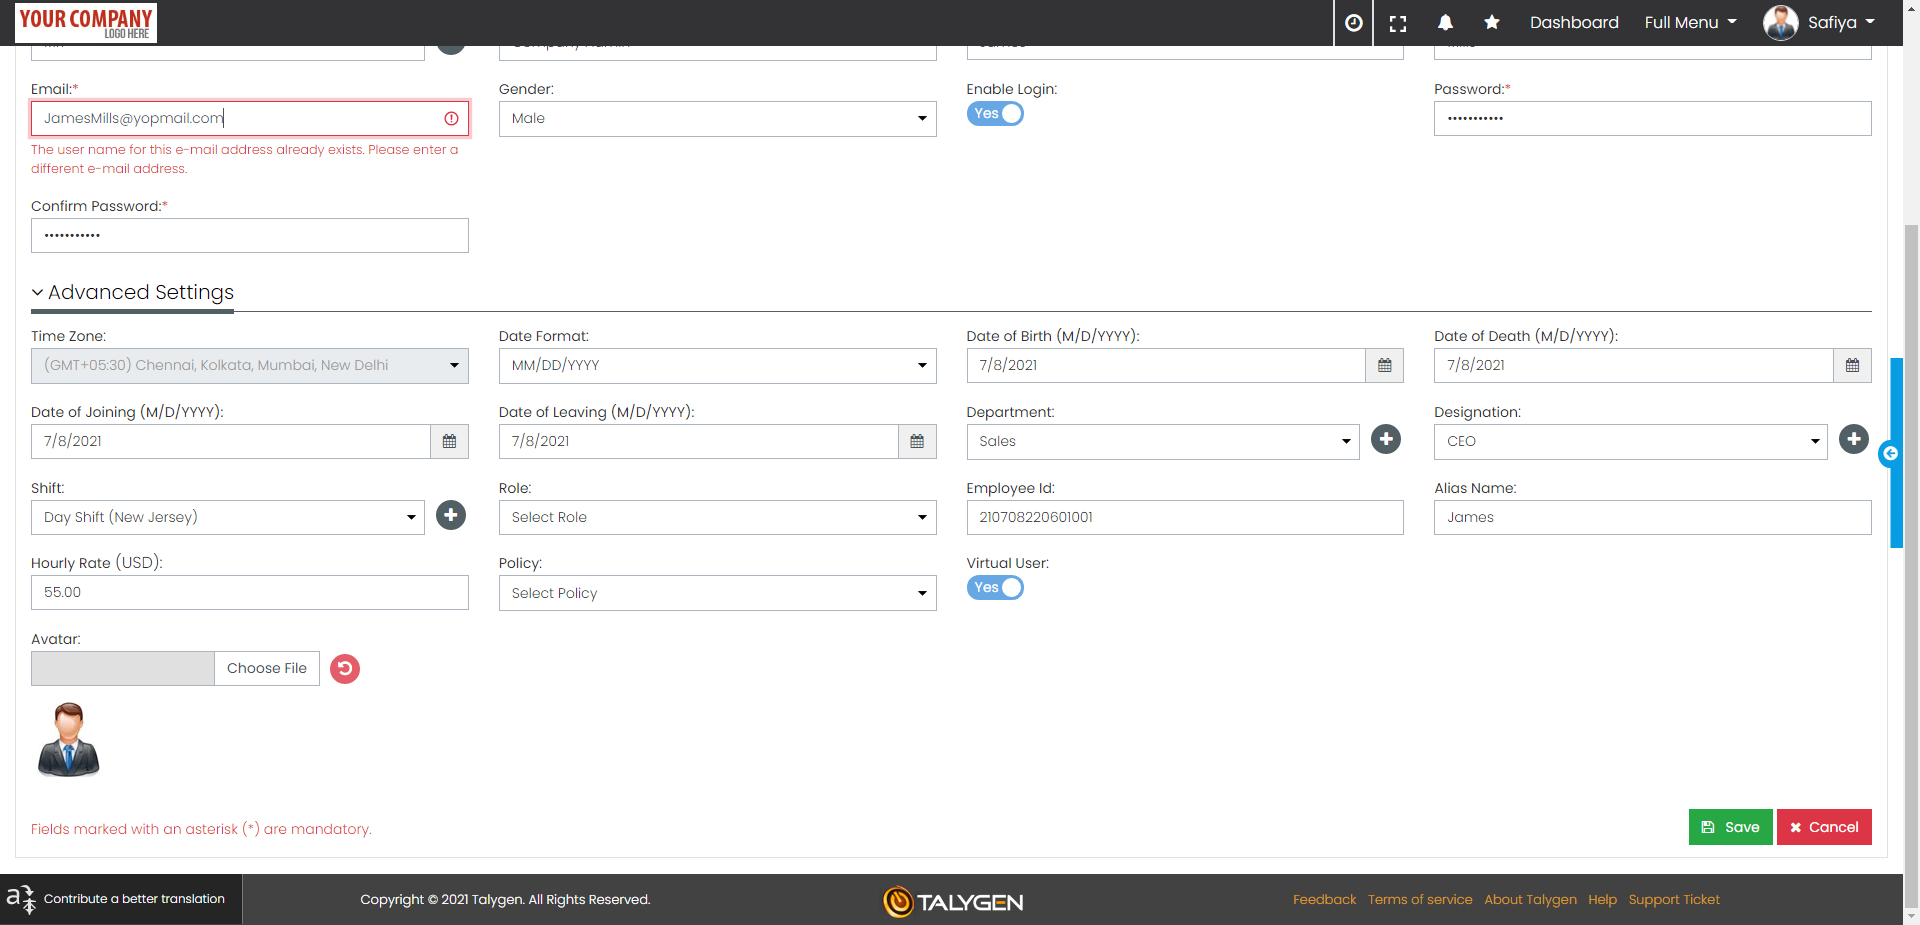 YOUR COMPANY
LOGO HERE
Dashboard
Full Menu
Safiya
Email:*
Gender:
Enable Login:
Password:*
JamesMills@yopmail.com
Male
Yes
•••••••••••
The user name for this e-mail address already exists. Please enter a
different e-mail address.
Confirm Password:*
•••••••••••
Advanced Settings
Time Zone:
Date Format:
Date of Birth (M/D/YYYY):
Date of Death (M/D/YYYY):
(GMT+05:30) Chennai, Kolkata, Mumbai, New Delhi
MM/DD/YYYY
7/8/2021
7/8/2021
Date of Joining (M/D/YYYY):
Date of Leaving (M/D/YYYY):
Department:
Designation:
7/8/2021
7/8/2021
Sales
CEO
Shift:
Role:
Employee Id:
Alias Name:
Day Shift (New Jersey)
Select Role
210708220601001
James
Hourly Rate (USD):
Policy:
Virtual User:
55.00
Select Policy
Yes
Avatar:
Choose File
Fields marked with an asterisk (*) are mandatory.
Save
Cancel
Contribute a better translation
Copyright © 2021 Talygen. All Rights Reserved.
TALYGEN
Feedback
Terms of service
About Talygen
Help
Support Ticket